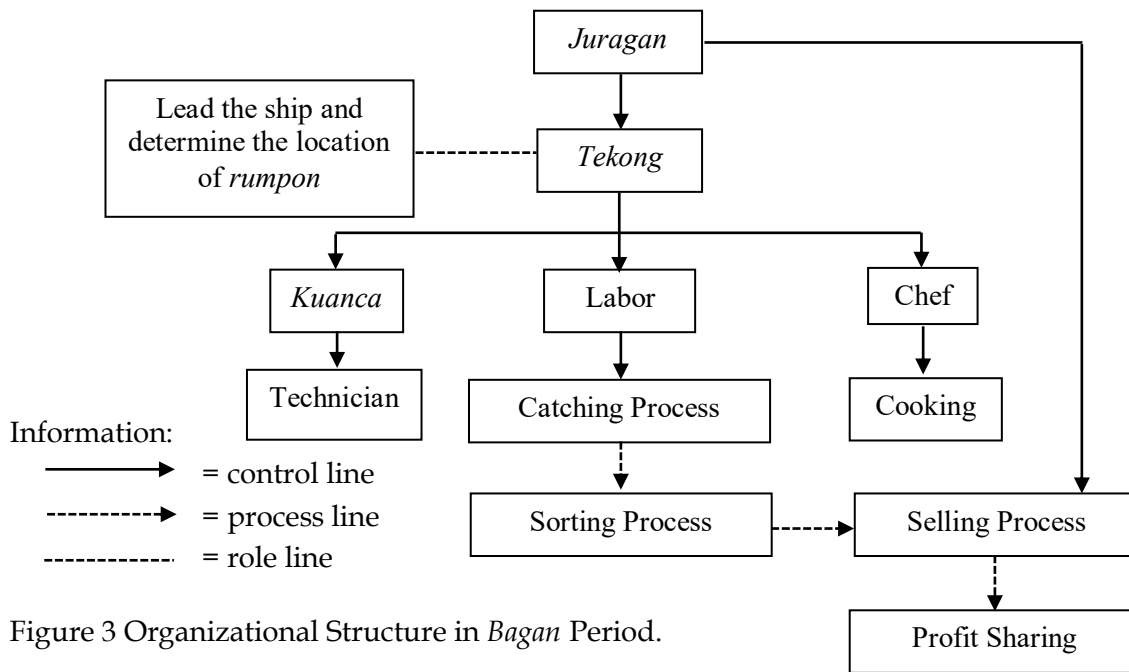 Juragan
Lead the ship and
determine the location
of rumpon
Tekong
Kuanca
Labor
Chef
Technician
Catching Process
Cooking
Information:
= control line
= process line
= role line
Sorting Process
Selling Process
Profit Sharing
Figure 3 Organizational Structure in Bagan Period.